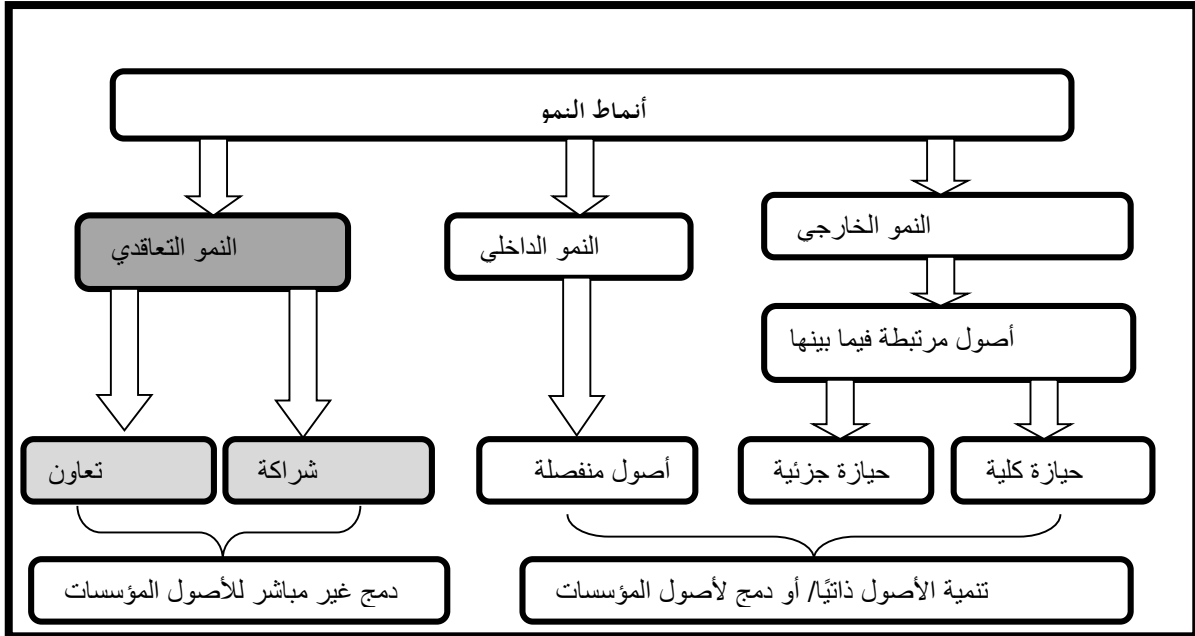 أنماط النمو
النمو الخارجي
النمو الداخلي
النمو التعاقدي
أصول مرتبطة فيما بينها
حيازة كلية
حيازة جزئية
أصول منفصلة
شراكة
تعاون
تنمية الأصول ذاتيًا/ أو دمج لأصول المؤسسات
دمج غير مباشر للأصول المؤسسات